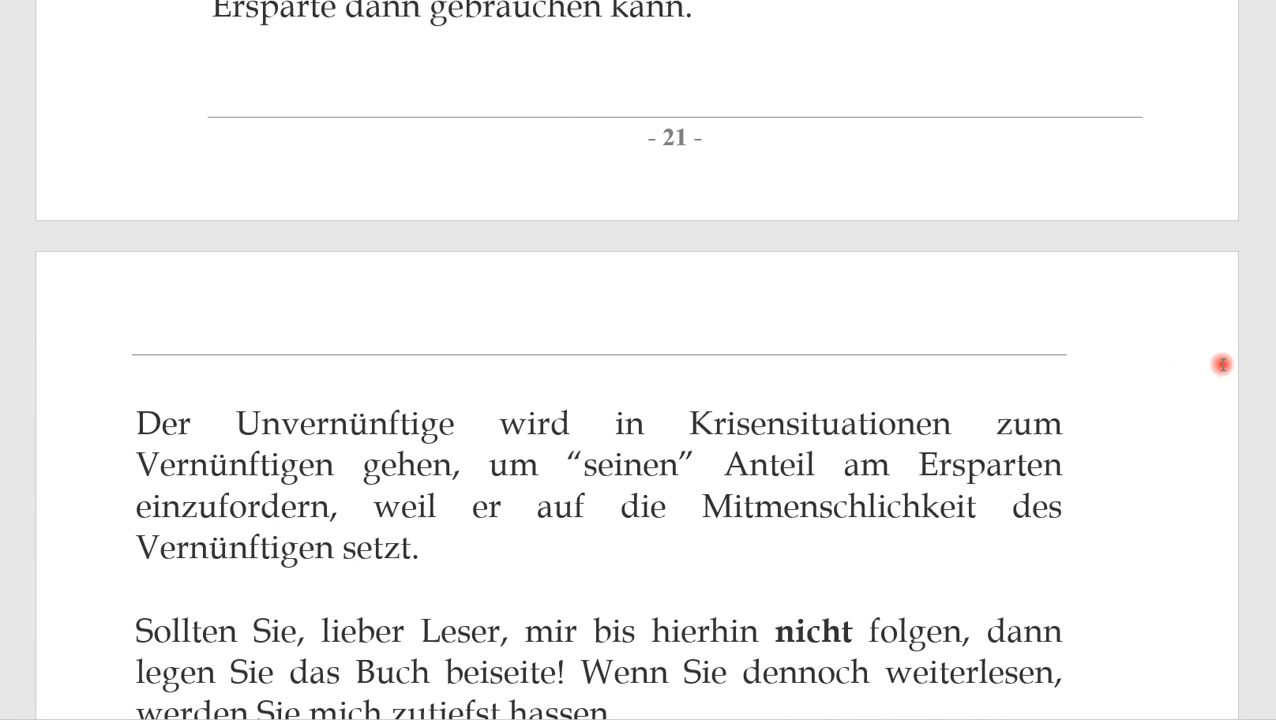 Ersparte dann gebrauchen kann.
- 21 -
Der Unvernünftige wird in Krisensituationen zum
Vernünftigen gehen, um “seinen” Anteil am Ersparten
einzufordern, weil er auf die Mitmenschlichkeit des
Vernünftigen setzt.
Sollten Sie, lieber Leser, mir bis hierhin nicht folgen, dann
legen Sie das Buch beiseite! Wenn Sie dennoch weiterlesen,
werden Sie mich zutiefst hassen.